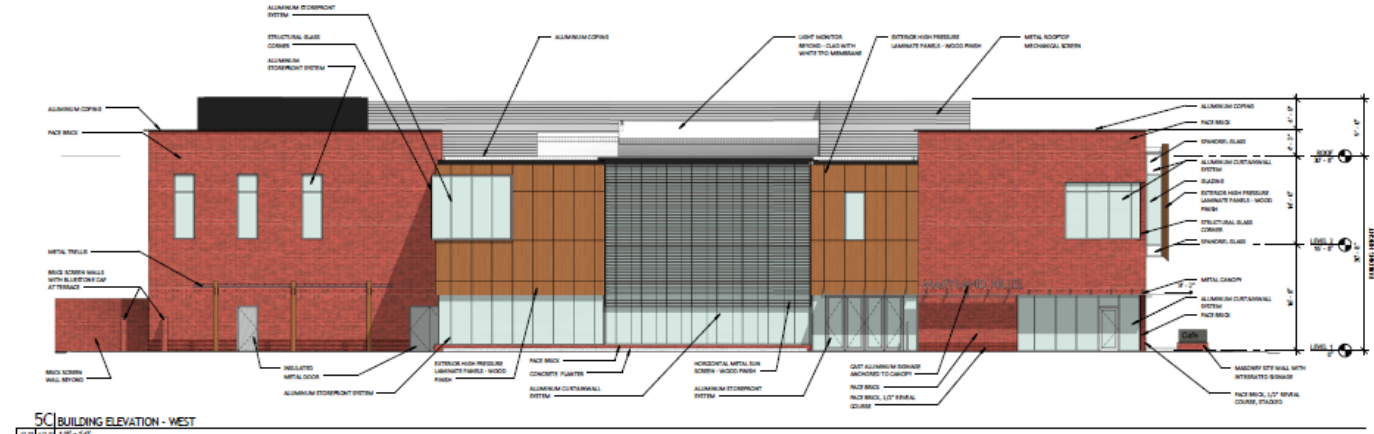 ALUMINUM STOREFRONT
SYSTEM
STRUCTURAL GLASS
CORNER
ALUMINUM
STOREFRONT SYSTEM
ALUMINUM COPING
LIGHT MONITOR
BEYOND - CLAD WITH
WHITE TPO MEMBRANE
EXTERIOR HIGH PRESSURE
LAMINATE PANELS - WOOD
FINISH
METAL ROOFTOP
MECHANICAL SCREEN
ALUMINUM COPING
FACE BRICK
METAL TRELLIS
BRICK SCREEN WALLS
WITH BLUESTONE CAP
AT TERRACE
BRICK SCREEN
WALL BEYOND
INSULATED
METAL DOOR
ALUMINUM STOREFRONT SYSTEM
EXTERIOR HIGH PRESSURE
LAMINATE PANELS - WOOD
FINISH
FACE BRICK
CONCRETE PLANTER
ALUMINUM CURTAINWALL
SYSTEM
HORIZONTAL METAL SUN
SCREEN - WOOD FINISH
ALUMINUM STOREFRONT
SYSTEM
CAST ALUMINUM SIGNAGE
ANCHORED TO CANOPY
FACE BRICK
FACE BRICK, 1/2" REVEAL
COURSE
ALUMINUM COPING
FACE BRICK
SPANDREL GLASS
ALUMINUM CURTAINWALL
SYSTEM
GLAZING
EXTERIOR HIGH PRESSURE
LAMINATE PANELS - WOOD
FINISH
STRUCTURAL GLASS
CORNER
SPANDREL GLASS
METAL CANOPY
ALUMINUM CURTAINWALL
SYSTEM
FACE BRICK
Cafe
MASONRY SITE WALL WITH
INTEGRATED SIGNAGE
FACE BRICK, 1/2" REVEAL
COURSE, STACKED
ROOF
LEVEL 2
LEVEL 1
BUILDING HEIGHT
5C BUILDING ELEVATION - WEST